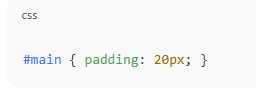 css
#main { padding: 20px; }